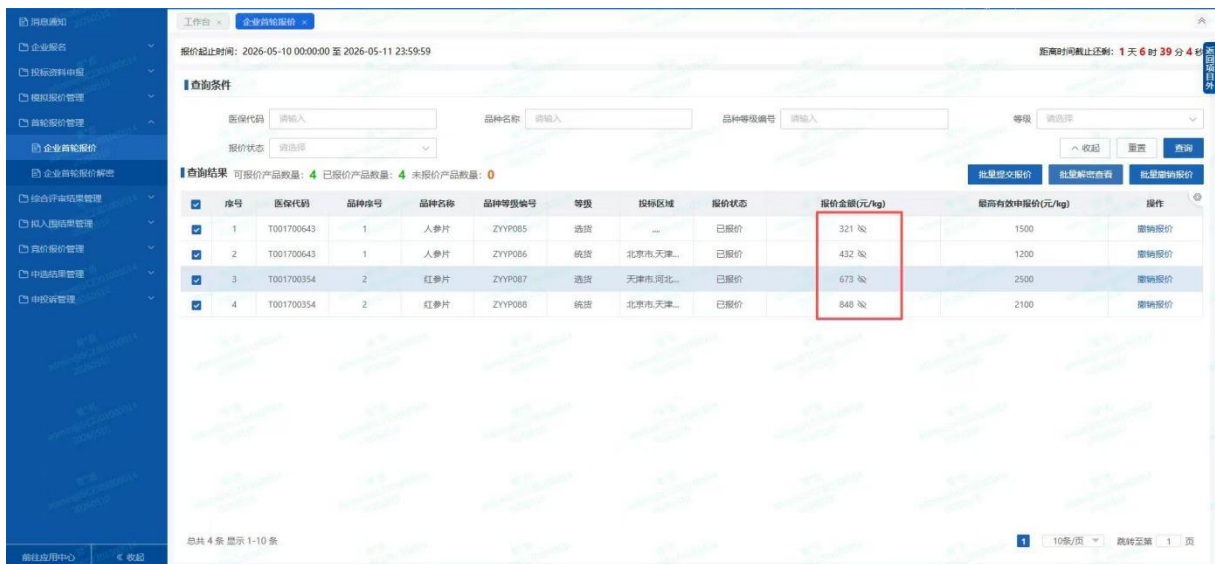 消息通知
企业报名
投标资料申报
模拟报价管理
首轮报价管理
企业首轮报价
企业首轮报价解密
综合评审结果管理
拟入围结果管理
竞价报价管理
中选结果管理
申投诉管理
前往应用中心 《 收起
工作台 × 企业首轮报价 ×
报价起止时间：2026-05-10 00:00:00 至 2026-05-11 23:59:59 距离时间截止还剩：1 天 6 时 39 分 4 秒
返回项目外
查询条件
医保代码 请输入 品种名称 请输入 品种等级编号 请输入 等级 请选择
报价状态 请选择 收起 重置 查询
查询结果 可报价产品数量：4 已报价产品数量：4 未报价产品数量：0 批量提交报价 批量解密查看 批量撤销报价
序号 医保代码 品种序号 品种名称 品种等级编号 等级 投标区域 报价状态 报价金额(元/kg) 最高有效申报价(元/kg) 操作
1 T001700643 1 人参片 ZYYP085 选货 ... 已报价 321 1500 撤销报价
2 T001700643 1 人参片 ZYYP086 统货 北京市,天津... 已报价 432 1200 撤销报价
3 T001700354 2 红参片 ZYYP087 选货 天津市,河北... 已报价 673 2500 撤销报价
4 T001700354 2 红参片 ZYYP088 统货 北京市,天津... 已报价 848 2100 撤销报价
总共 4 条 显示 1-10 条 1 10条/页 跳转至第 1 页